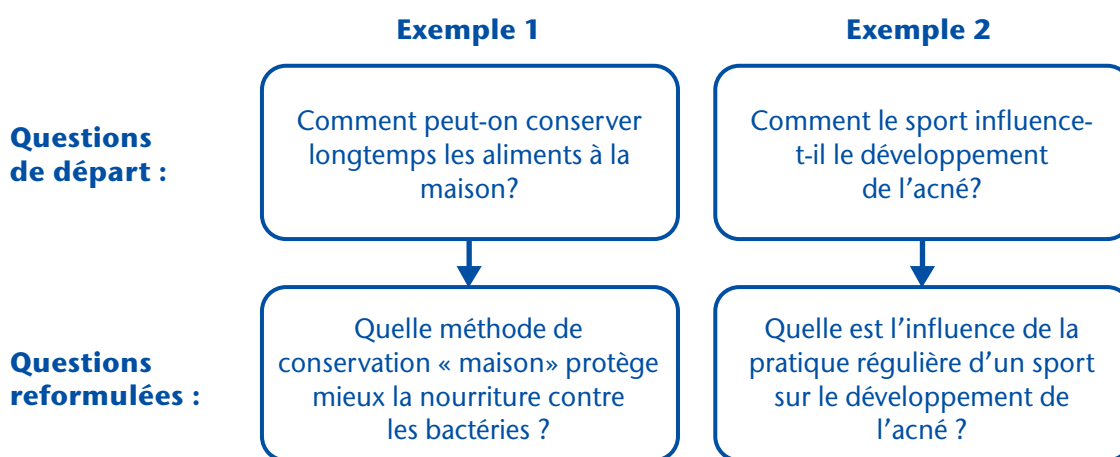 Exemple 1
Exemple 2
Questions
de départ :
Comment peut-on conserver
longtemps les aliments à la
maison?
Comment le sport influence-
t-il le développement
de l'acné?
Questions
reformulées :
Quelle méthode de
conservation « maison» protège
mieux la nourriture contre
les bactéries ?
Quelle est l'influence de la
pratique régulière d'un sport
sur le développement de
l'acné ?